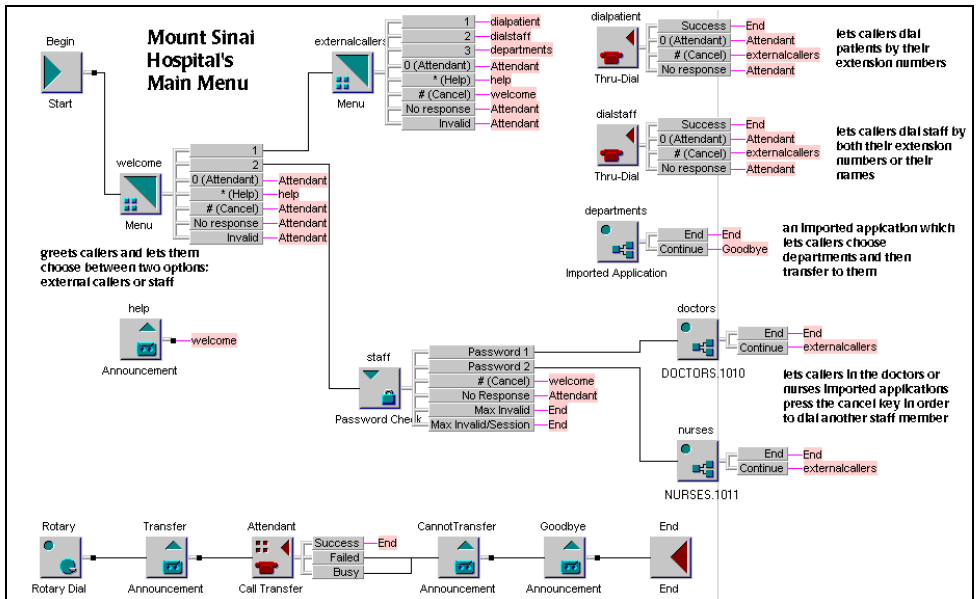 Begin
Start
Mount Sinai
Hospital's
Main Menu
externalcallers
Menu
1
dialpatient
2
dialstaff
3
departments
0 (Attendant)
Attendant
* (Help)
help
# (Cancel)
welcome
No response
Attendant
Invalid
Attendant
dialpatient
Thru-Dial
Success
End
0 (Attendant)
Attendant
# (Cancel)
externalcallers
No response
Attendant
lets callers dial
patients by their
extension numbers
dialstaff
Thru-Dial
Success
End
0 (Attendant)
Attendant
# (Cancel)
externalcallers
No response
Attendant
lets callers dial staff by
both their extension
numbers or their
names
welcome
Menu
1
2
0 (Attendant)
Attendant
* (Help)
help
# (Cancel)
Attendant
No response
Attendant
Invalid
Attendant
greets callers and lets them
choose between two options:
external callers or staff
departments
Imported Application
End
End
Continue
Goodbye
an imported application which
lets callers choose
departments and then
transfer to them
help
Announcement
welcome
staff
Password Check
Password 1
Password 2
# (Cancel)
welcome
No Response
Attendant
Max Invalid
End
Max Invalid/Session
End
doctors
DOCTORS.1010
End
End
Continue
externalcallers
lets callers in the doctors or
nurses imported applications
press the cancel key in order
to dial another staff member
nurses
NURSES.1011
End
End
Continue
externalcallers
Rotary
Rotary Dial
Transfer
Announcement
Attendant
Call Transfer
Success
End
Failed
Busy
CannotTransfer
Announcement
Goodbye
Announcement
End
End